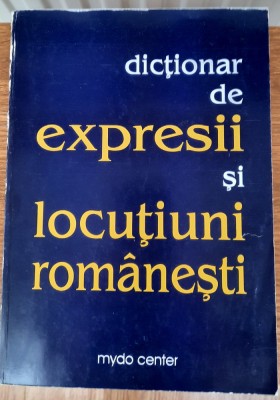 dicționar
de
expresii
și
locuțiuni
românești
mydo center